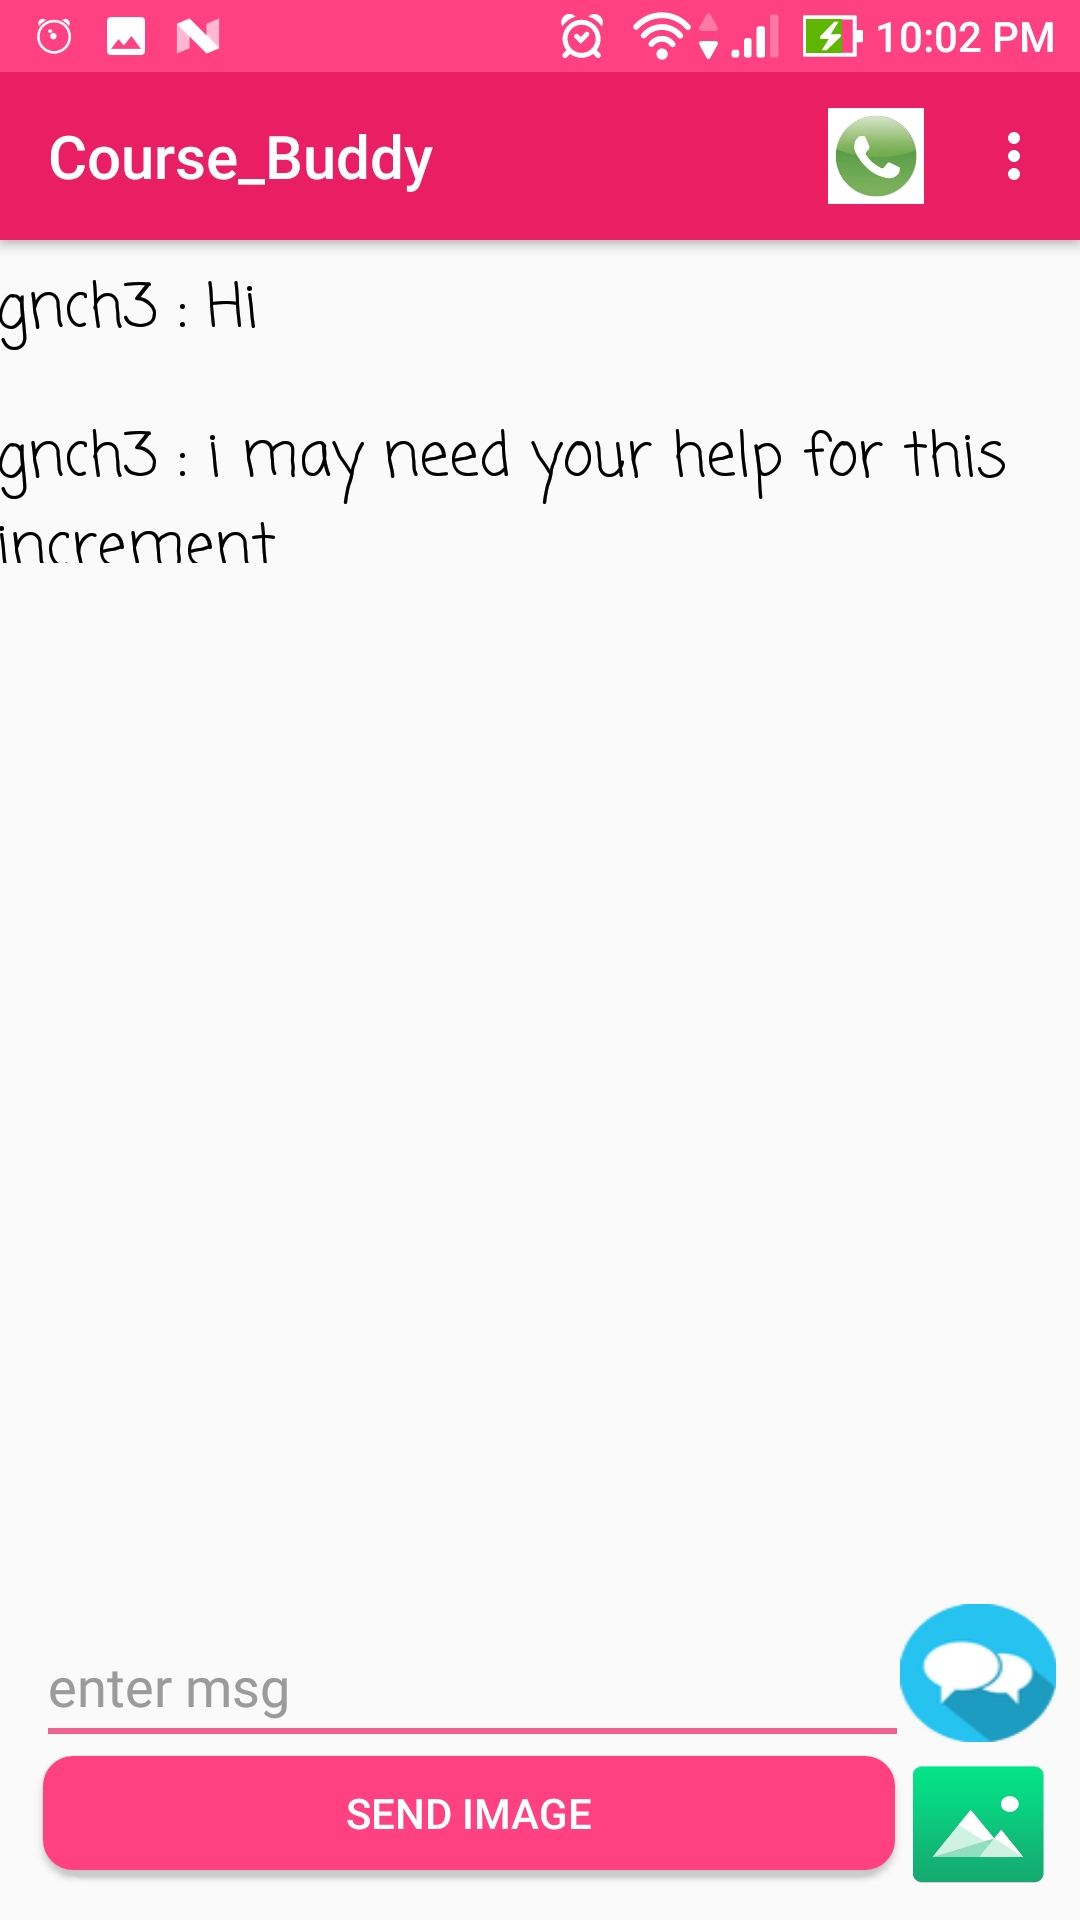 10:02 PM
Course_Buddy
gnch3 : Hi
gnch3 : i may need your help for this
increment
enter msg
SEND IMAGE